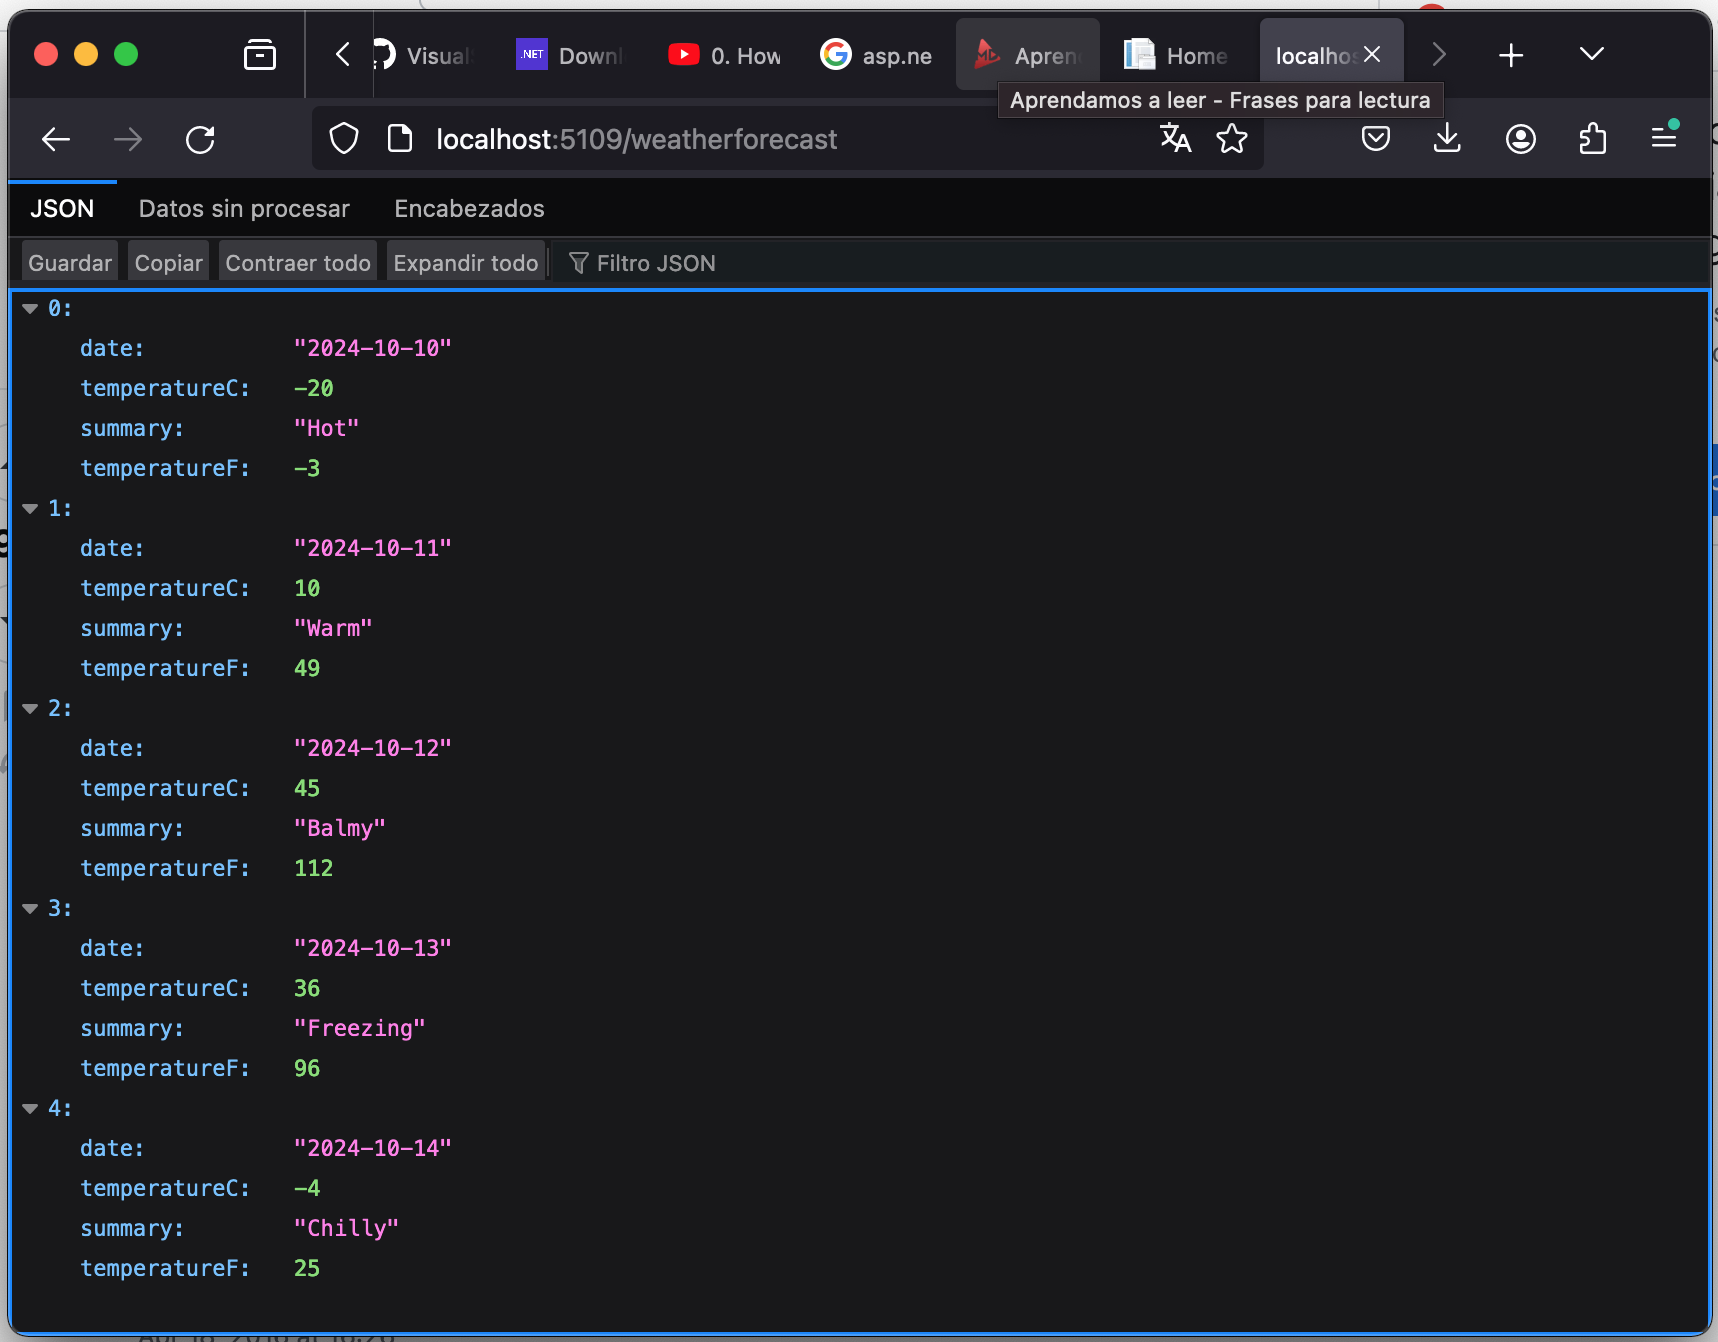 Visual
.NET Downl
0. How
asp.ne
Apren
Home
localhos
Aprendamos a leer - Frases para lectura
localhost:5109/weatherforecast
JSON Datos sin procesar Encabezados
Guardar Copiar Contraer todo Expandir todo Filtro JSON
0:
date: "2024-10-10"
temperatureC: -20
summary: "Hot"
temperatureF: -3
1:
date: "2024-10-11"
temperatureC: 10
summary: "Warm"
temperatureF: 49
2:
date: "2024-10-12"
temperatureC: 45
summary: "Balmy"
temperatureF: 112
3:
date: "2024-10-13"
temperatureC: 36
summary: "Freezing"
temperatureF: 96
4:
date: "2024-10-14"
temperatureC: -4
summary: "Chilly"
temperatureF: 25